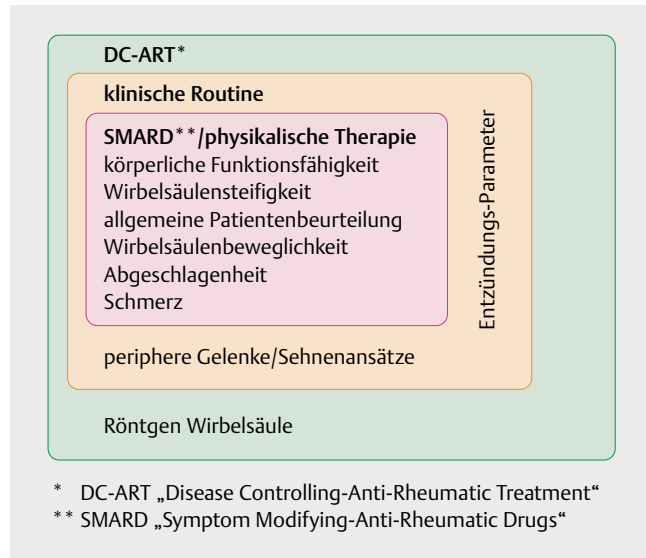 DC-ART*
klinische Routine
SMARD**/physikalische Therapie
körperliche Funktionsfähigkeit
Wirbelsäulensteifigkeit
allgemeine Patientenbeurteilung
Wirbelsäulenbeweglichkeit
Abgeschlagenheit
Schmerz
Entzündungs-Parameter
periphere Gelenke/Sehnenansätze
Röntgen Wirbelsäule
* DC-ART „Disease Controlling-Anti-Rheumatic Treatment“
** SMARD „Symptom Modifying-Anti-Rheumatic Drugs“